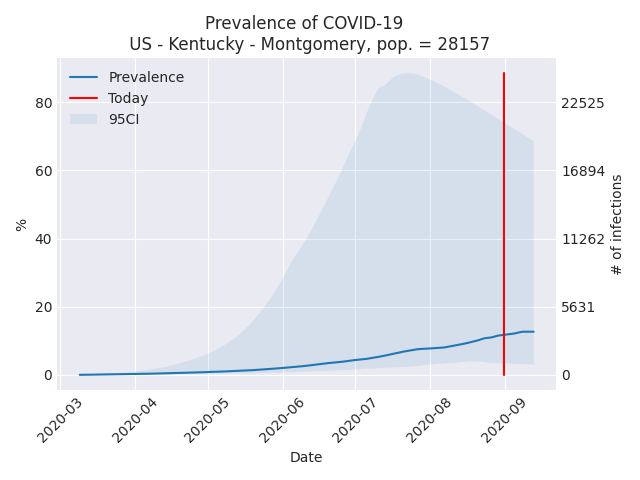 Prevalence of COVID-19
US - Kentucky - Montgomery, pop. = 28157
Prevalence
Today
95CI
80
60
40
20
0
%
22525
16894
11262
5631
0
# of infections
2020-03
2020-04
2020-05
2020-06
2020-07
2020-08
2020-09
Date